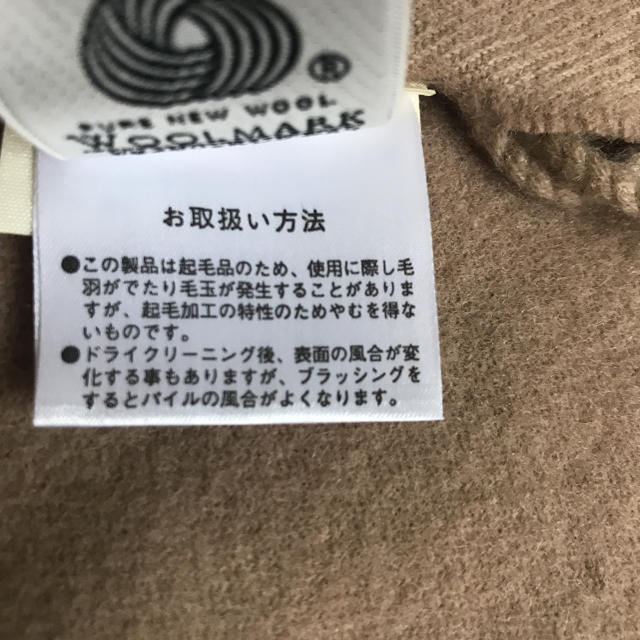 ®
PURE NEW WOOL
WOOLMARK
お取扱い方法
●この製品は起毛品のため、使用に際し毛
羽がでたり毛玉が発生することがありま
すが、起毛加工の特性のためやむを得な
いものです。
●ドライクリーニング後、表面の風合が変
化する事もありますが、ブラッシングを
するとパイルの風合がよくなります。